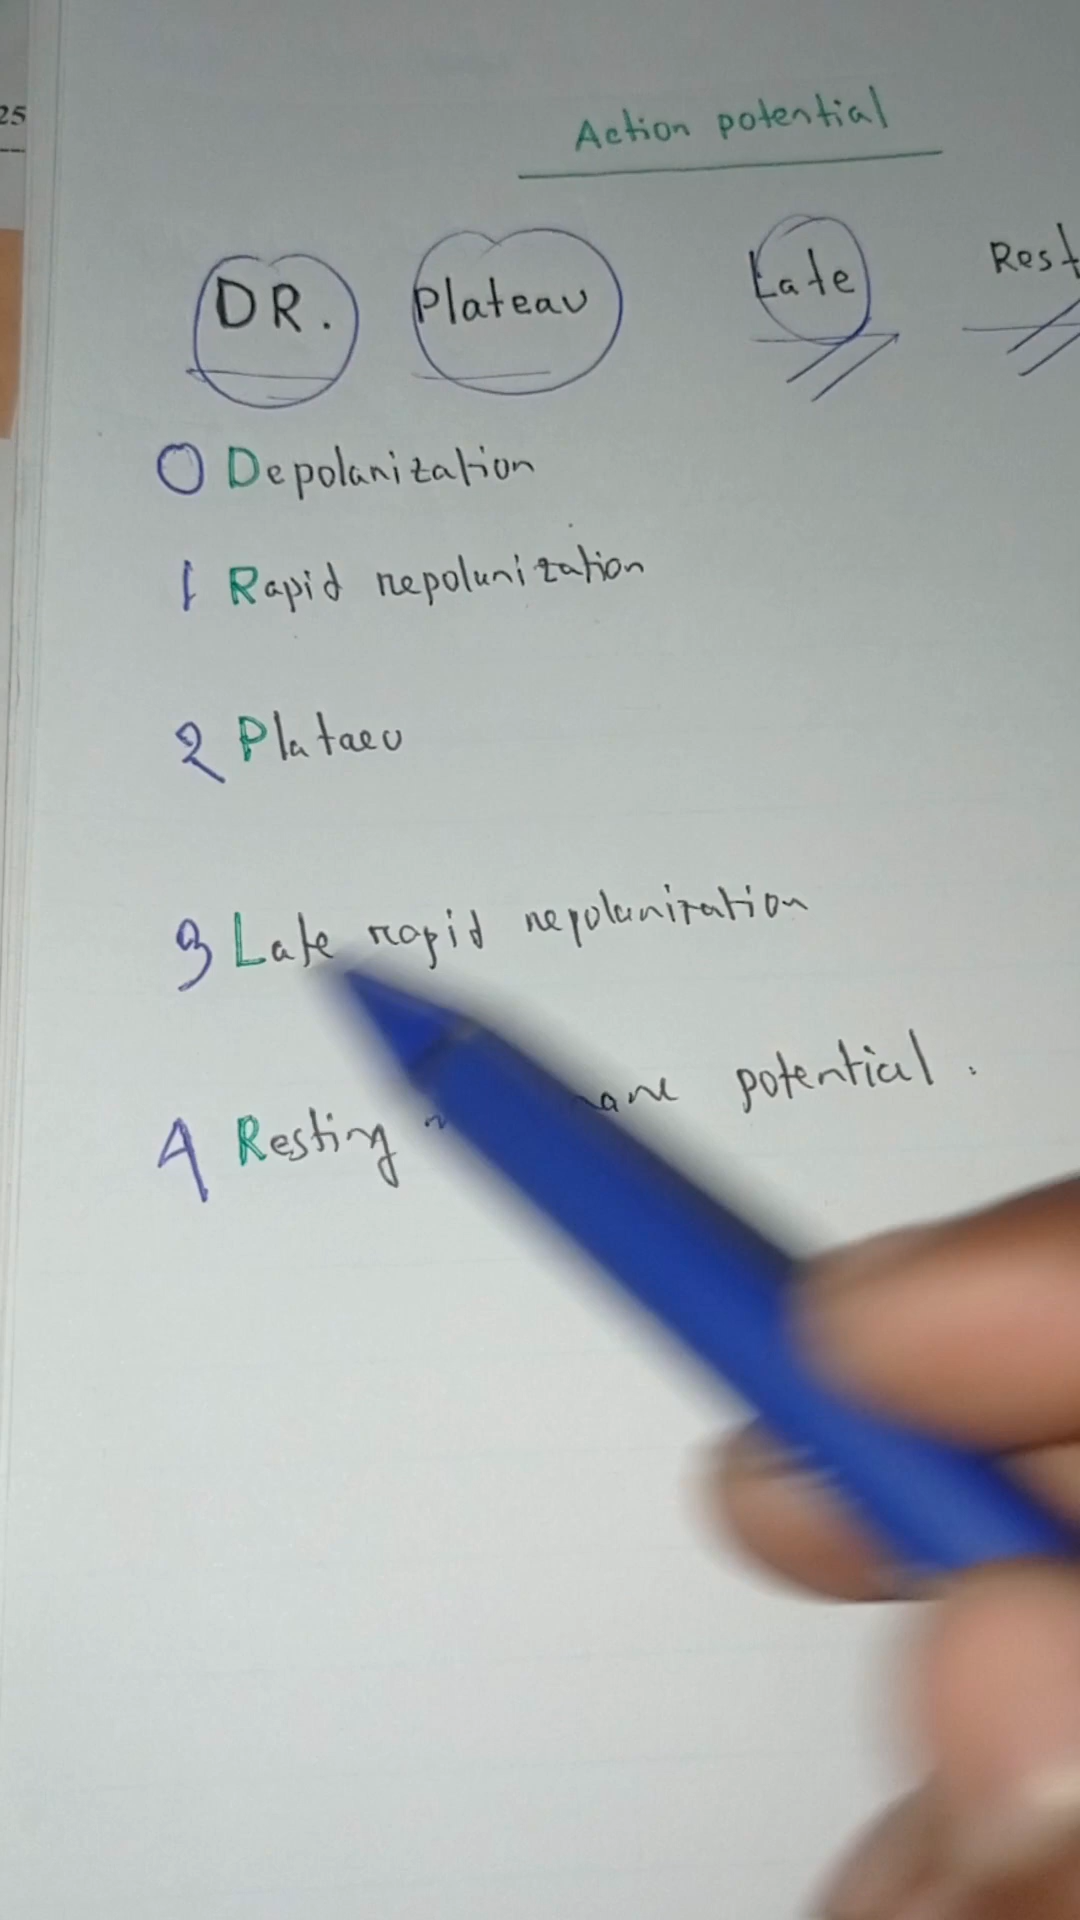 25
Action potential
DR. Plateau Late Rest
0 Depolarization
1 Rapid repolarization
2 Plataeu
3 Late rapid repolarization
4 Resting potential.